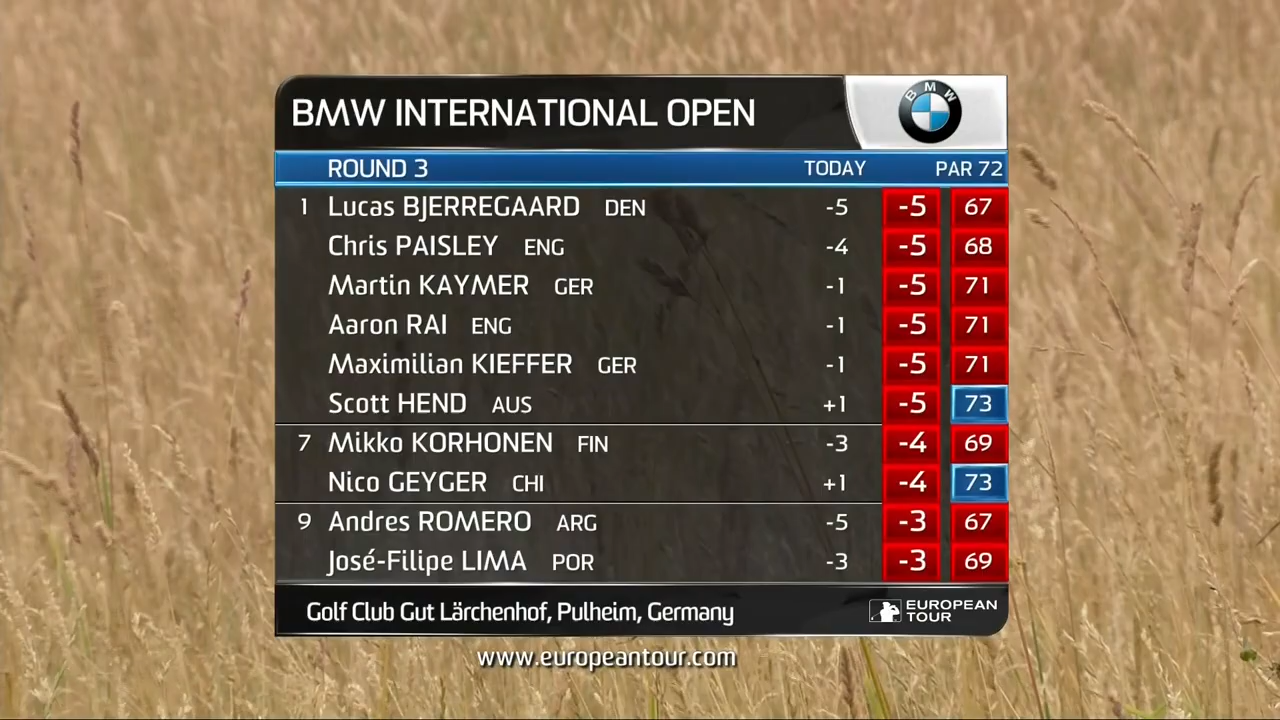 BMW INTERNATIONAL OPEN
BMW
ROUND 3 TODAY PAR 72
1 Lucas BJERREGAARD DEN -5 -5 67
Chris PAISLEY ENG -4 -5 68
Martin KAYMER GER -1 -5 71
Aaron RAI ENG -1 -5 71
Maximilian KIEFFER GER -1 -5 71
Scott HEND AUS +1 -5 73
7 Mikko KORHONEN FIN -3 -4 69
Nico GEYGER CHI +1 -4 73
9 Andres ROMERO ARG -5 -3 67
José-Filipe LIMA POR -3 -3 69
Golf Club Gut Lärchenhof, Pulheim, Germany
EUROPEAN
TOUR
www.europeantour.com